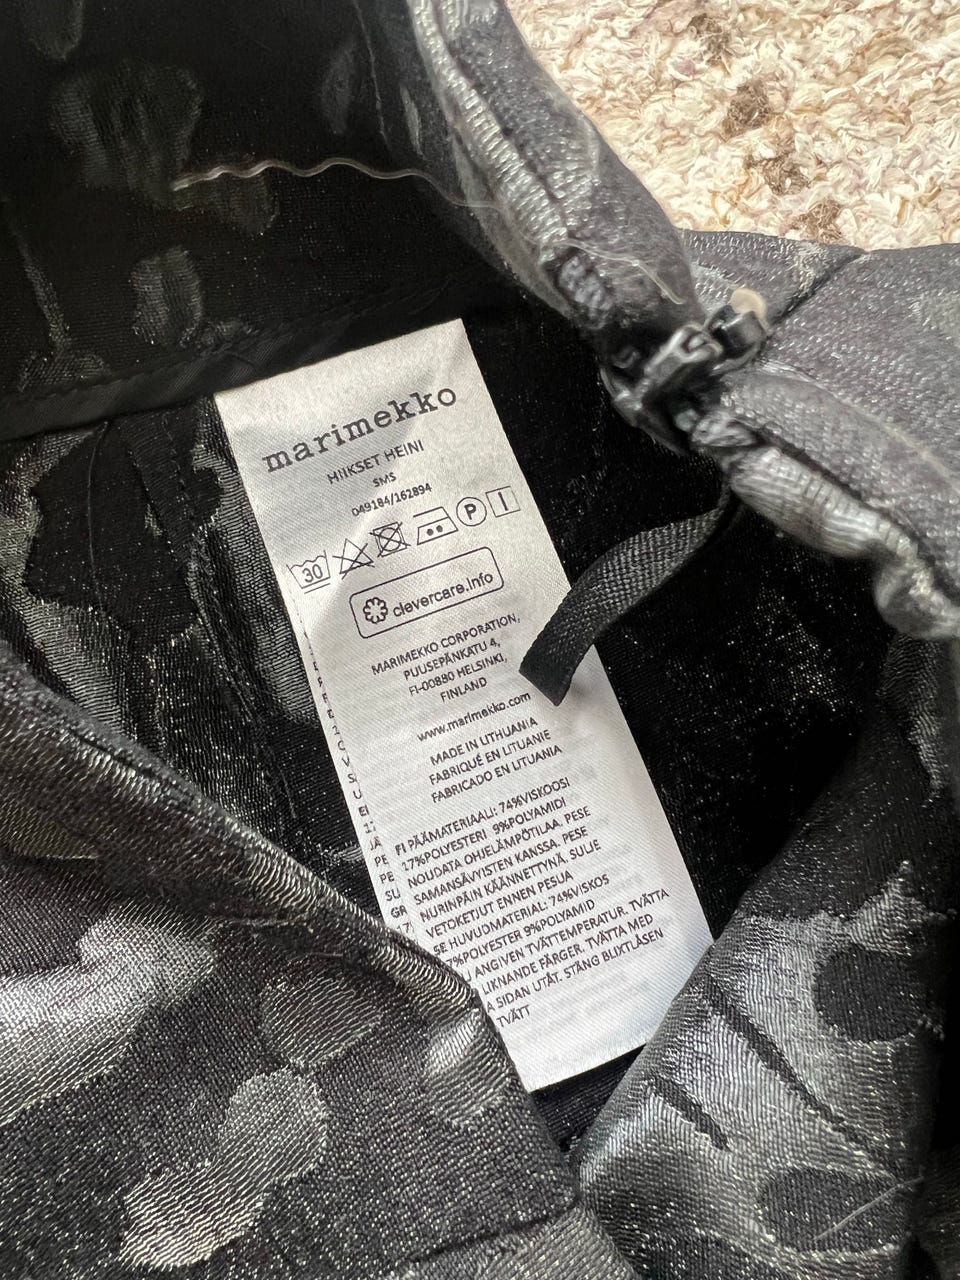 marimekko
HIIKSET HEINI
SMS
049184/162894
30
P
clevercare.info
MARIMEKKO CORPORATION,
PUUSEPÄNKATU 4,
FI-00880 HELSINKI,
FINLAND
www.marimekko.com
MADE IN LITHUANIA
FABRIQUÉ EN LITUANIE
FABRICADO EN LITUANIA
FI PÄÄMATERIAALI: 74%VISKOOSI
17%POLYESTERI 9%POLYAMIDI
NOUDATA OHJELÄMPÖTILAA. PESE
SAMANSÄVYISTEN KANSSA. PESE
NURINPÄIN KÄÄNNETTYNÄ. SULJE
VETOKETJUT ENNEN PESUA
SE HUVUDMATERIAL: 74%VISKOS
7%POLYESTER 9%POLYAMID
ANGIVEN TVÄTTEMPERATUR. TVÄTTA
LIKNANDE FÄRGER. TVÄTTA MED
A SIDAN UTÅT. STÄNG BLIXTLÅSEN
TVÄTT